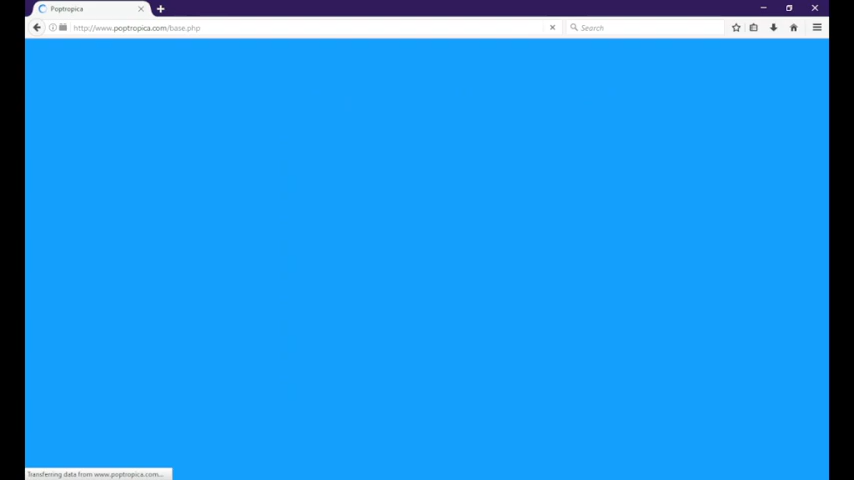 Poptropica
http://www.poptropica.com/base.php
Search
Transferring data from www.poptropica.com...